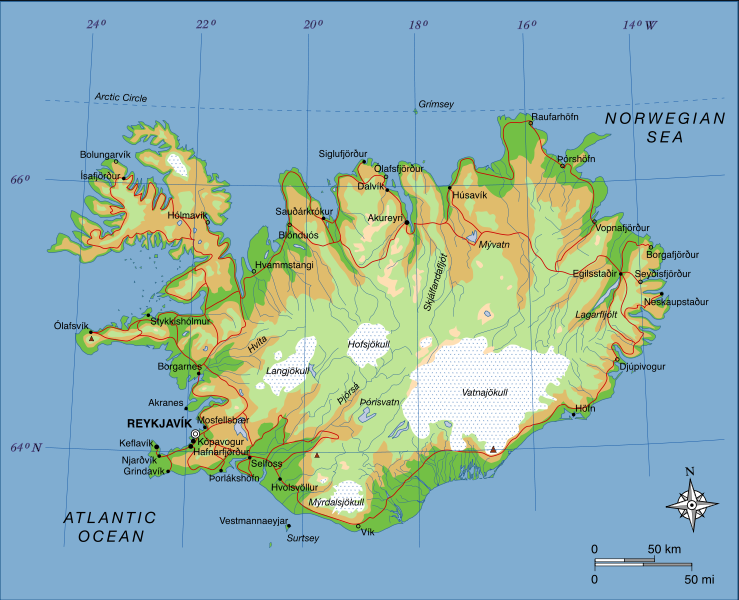 24° 22° 20° 18° 16° 14° W
Arctic Circle
Grímsey
Raufarhöfn
NORWEGIAN
SEA
Bolungarvík
Siglufjörður
Þórshöfn
Ólafsfjörður
Ísafjörður
66°
Dalvík
Húsavík
Hólmavík
Sauðárkrókur
Akureyri
Vopnafjörður
Blönduós
Mývatn
Borgafjörður
Hvammstangi
Skjálfandafljót
Egilsstaðir
Seyðisfjörður
Neskaupstaður
Stykkishólmur
Lagarfljólt
Ólafsvík
Hvíta
Hofsjökull
Borgarnes
Langjökull
Djúpivogur
Þjórsá
Vatnajökull
Akranes
Þórisvatn
Höfn
REYKJAVÍK
Mosfellsbær
Keflavík
Kópavogur
64° N
Hafnarfjörður
Njarðvík
Selfoss
Grindavík
Þorlákshöfn
Hvolsvöllur
N
Mýrdalsjökull
ATLANTIC
OCEAN
Vestmannaeyjar
Vík
Surtsey
0 50 km
0 50 mi